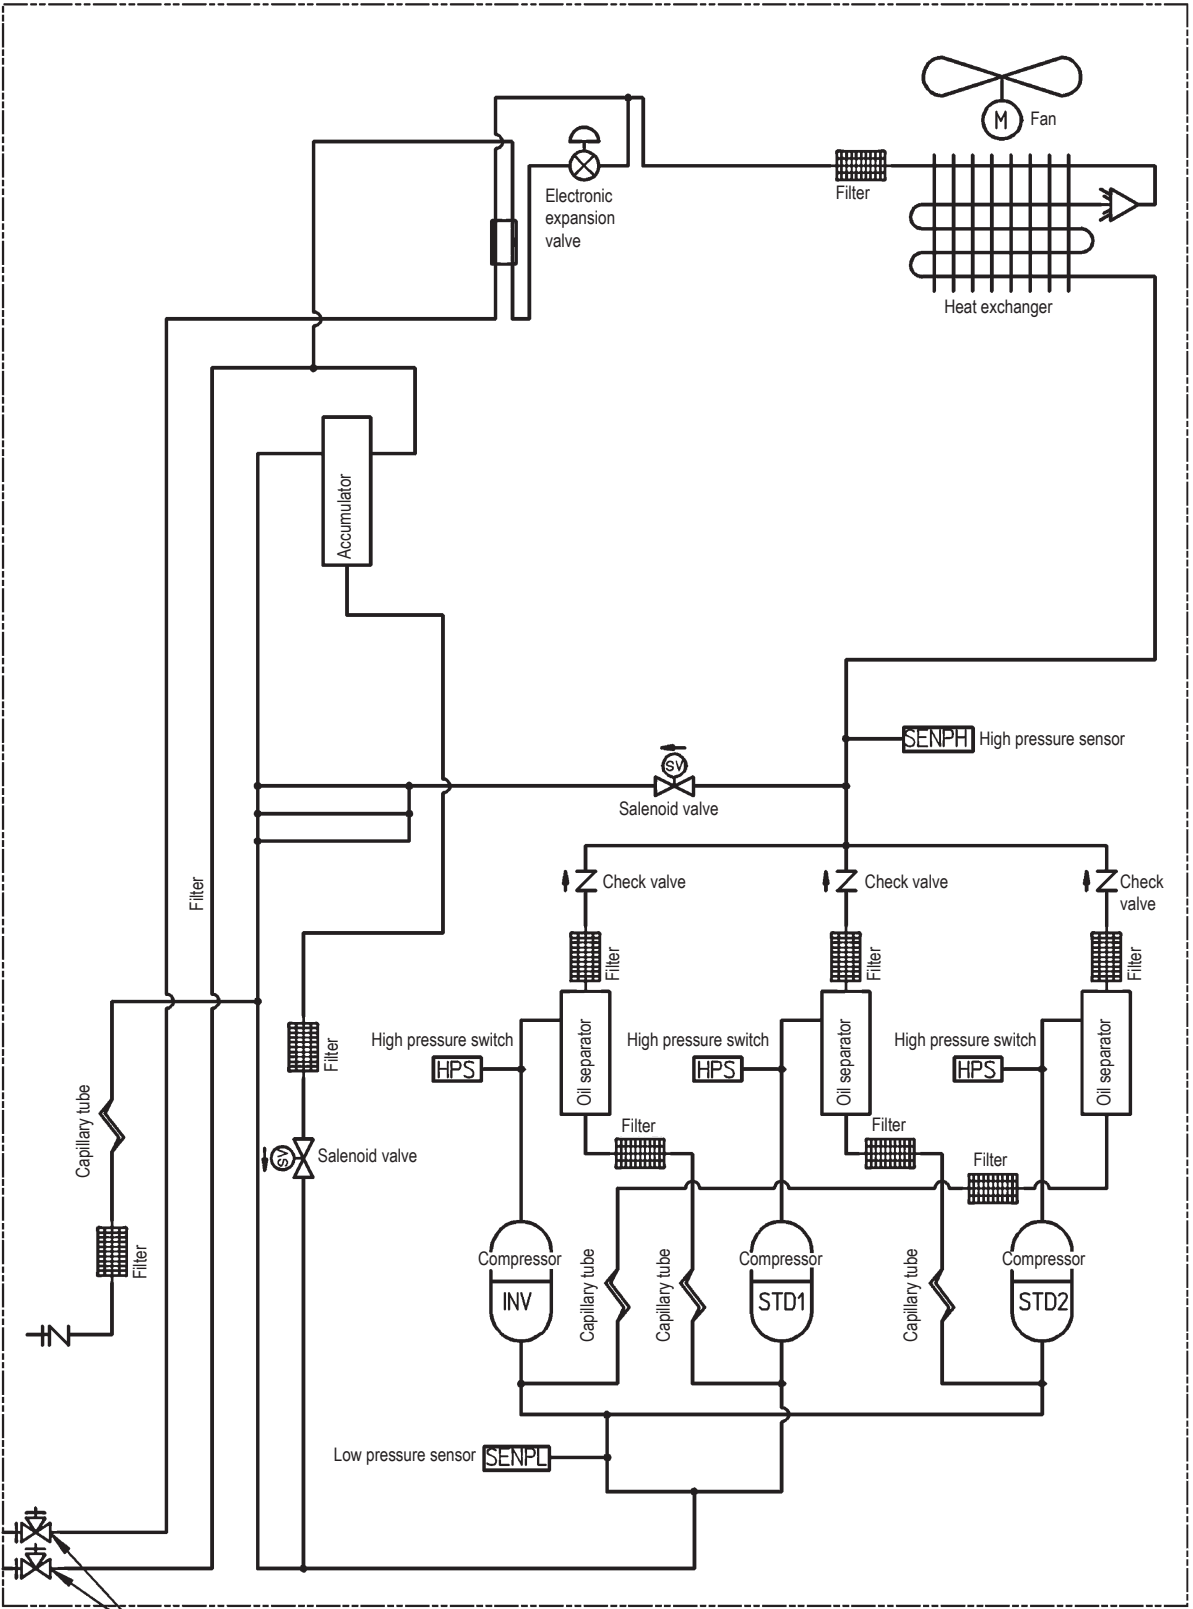 M
Fan
Electronic
expansion
valve
Filter
Heat exchanger
Accumulator
SENPH
High pressure sensor
SV
Salenoid valve
Check valve
Check valve
Check
valve
Filter
Filter
Filter
Filter
Oil separator
Oil separator
Oil separator
High pressure switch
HPS
High pressure switch
HPS
High pressure switch
HPS
Filter
Capillary tube
SV
Salenoid valve
Filter
Filter
Filter
Filter
Compressor
INV
Capillary tube
Capillary tube
Compressor
STD1
Capillary tube
Compressor
STD2
Low pressure sensor
SENPL